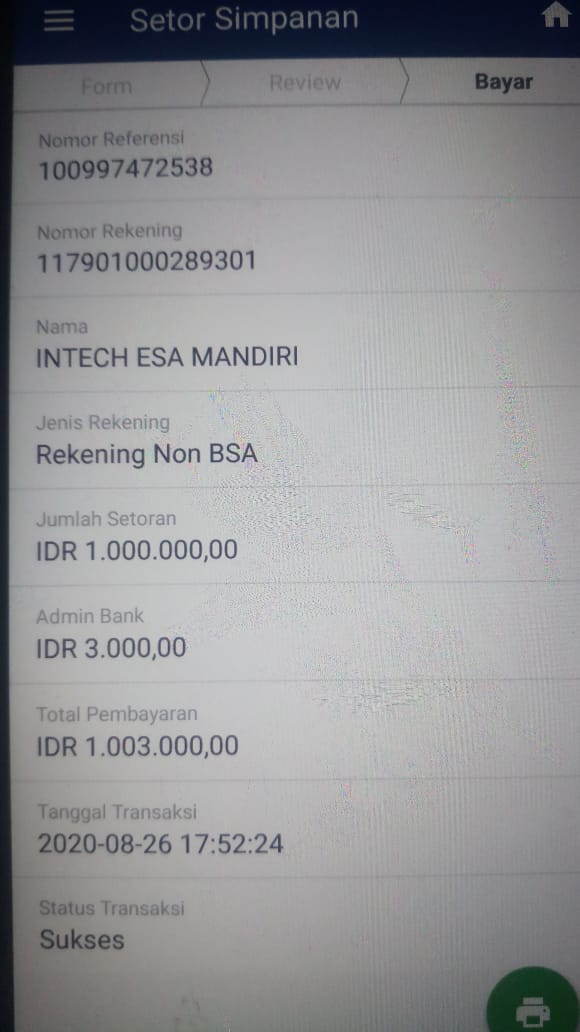 Setor Simpanan
Form
Review
Bayar
Nomor Referensi
100997472538
Nomor Rekening
117901000289301
Nama
INTECH ESA MANDIRI
Jenis Rekening
Rekening Non BSA
Jumlah Setoran
IDR 1.000.000,00
Admin Bank
IDR 3.000,00
Total Pembayaran
IDR 1.003.000,00
Tanggal Transaksi
2020-08-26 17:52:24
Status Transaksi
Sukses